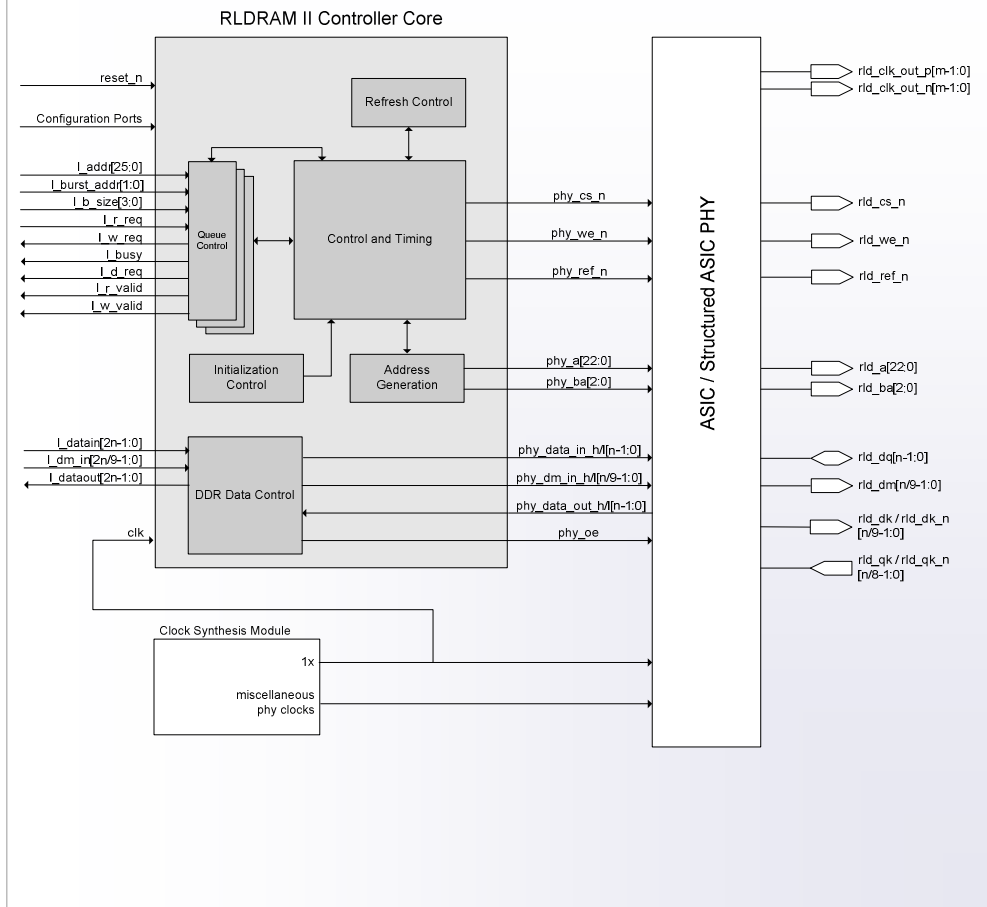 RLDRAM II Controller Core
reset_n
Configuration Ports
l_addr[25;0]
l_burst_addr[1:0]
l_b_size[3;0]
l_r_req
l_w_req
l_busy
l_d_req
l_r_valid
l_w_valid
Refresh Control
Queue
Control
Control and Timing
Initialization
Control
Address
Generation
l_datain[2n-1:0]
l_dm_in[2n/9-1;0]
l_dataout[2n-1:0]
DDR Data Control
clk
phy_cs_n
phy_we_n
phy_ref_n
phy_a[22:0]
phy_ba[2:0]
phy_data_in_h/l[n-1:0]
phy_dm_in_h/l[n/9-1:0]
phy_data_out_h/l[n-1:0]
phy_oe
Clock Synthesis Module
1x
miscellaneous
phy clocks
ASIC / Structured ASIC PHY
rld_clk_out_p[m-1:0]
rld_clk_out_n[m-1:0]
rld_cs_n
rld_we_n
rld_ref_n
rld_a[22:0]
rld_ba[2:0]
rld_dq[n-1:0]
rld_dm[n/9-1:0]
rld_dk / rld_dk_n
[n/9-1:0]
rld_qk / rld_qk_n
[n/8-1:0]